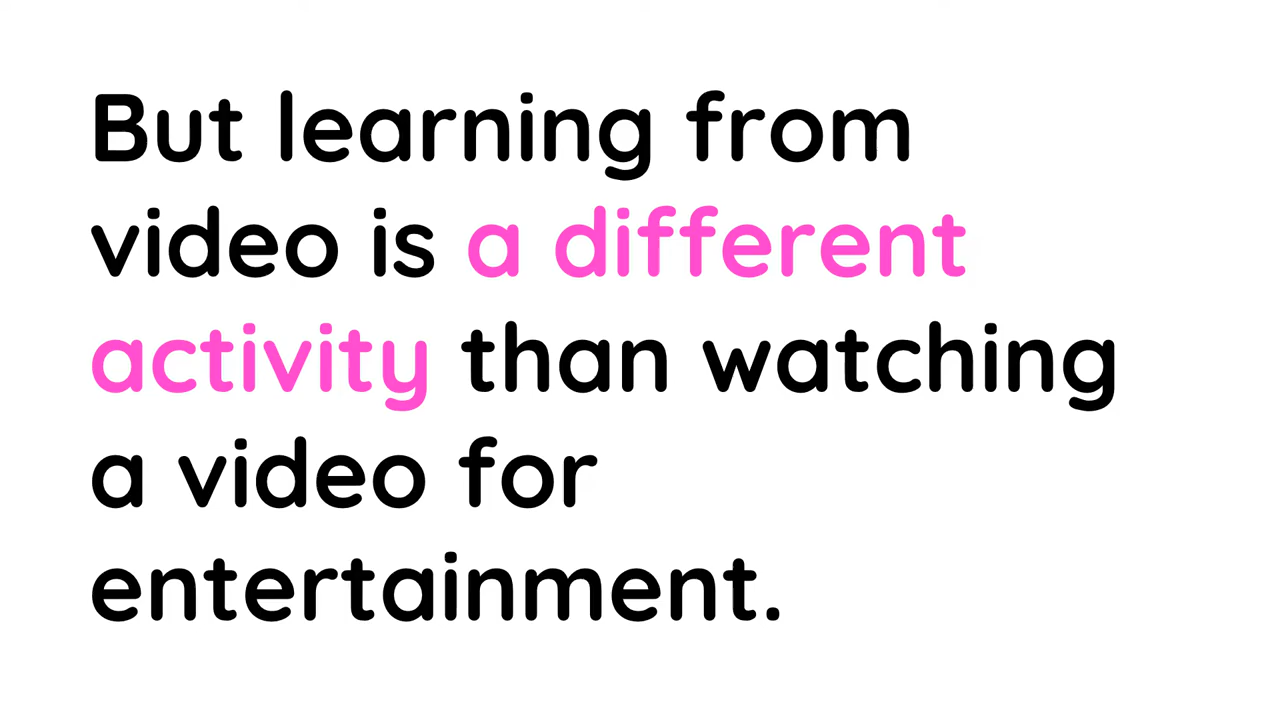 But learning from
video is a different
activity than watching
a video for
entertainment.